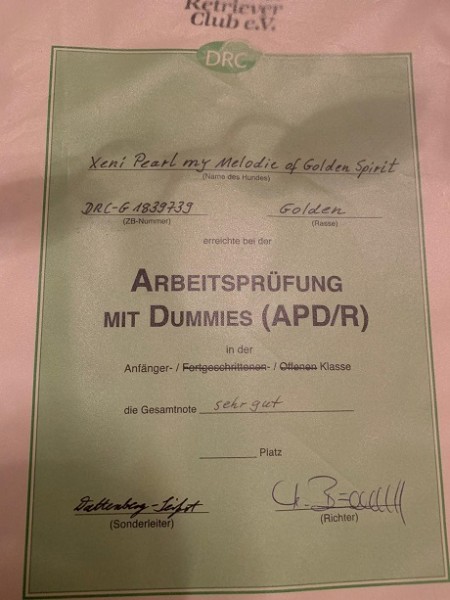 Retriever
Club e.V.
DRC
Xeni Pearl my Melodie of Golden Spirit
(Name des Hundes)
DRC-G 1839739 Golden
(ZB-Nummer) (Rasse)
erreichte bei der
ARBEITSPRÜFUNG
MIT DUMMIES (APD/R)
in der
Anfänger- / Fortgeschrittenen- / Offenen Klasse
die Gesamtnote sehr gut
Platz
(Sonderleiter) (Richter)